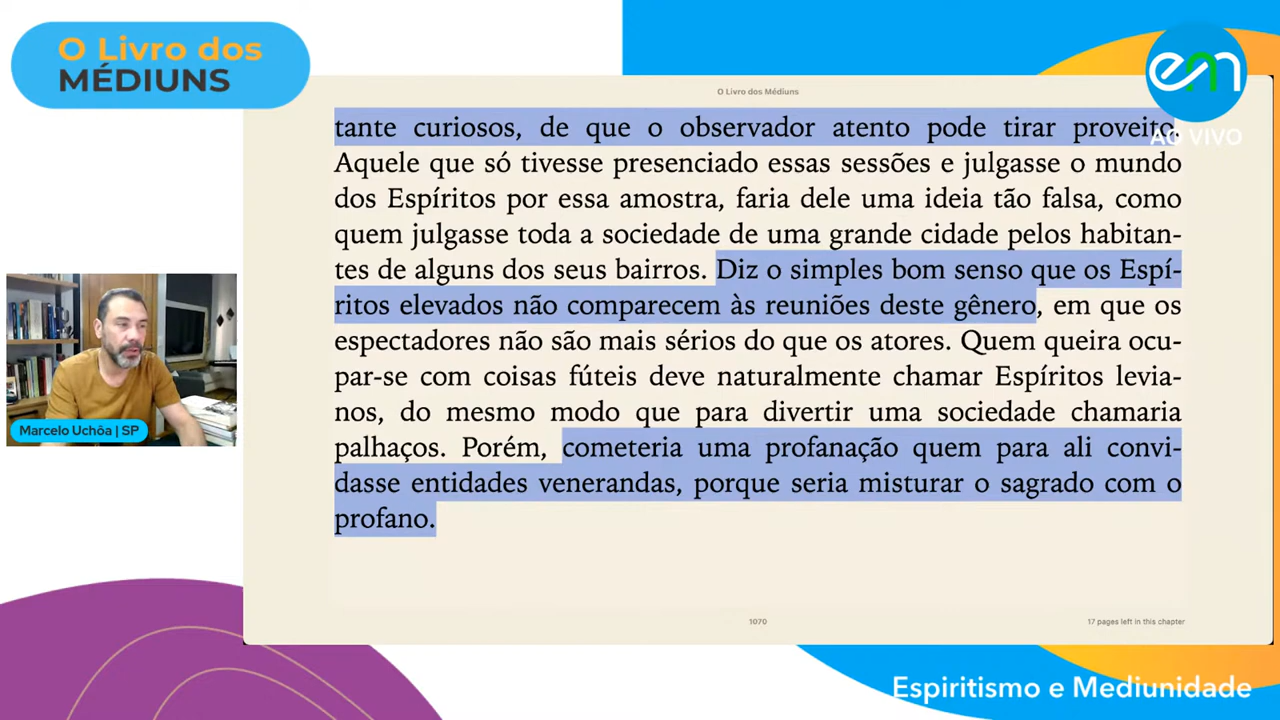 O Livro dos
MÉDIUNS
O Livro dos Médiuns
em
AO VIVO
tante curiosos, de que o observador atento pode tirar proveito.
Aquele que só tivesse presenciado essas sessões e julgasse o mundo
dos Espíritos por essa amostra, faria dele uma ideia tão falsa, como
quem julgasse toda a sociedade de uma grande cidade pelos habitan-
tes de alguns dos seus bairros. Diz o simples bom senso que os Espí-
ritos elevados não comparecem às reuniões deste gênero, em que os
espectadores não são mais sérios do que os atores. Quem queira ocu-
par-se com coisas fúteis deve naturalmente chamar Espíritos levia-
nos, do mesmo modo que para divertir uma sociedade chamaria
palhaços. Porém, cometeria uma profanação quem para ali convi-
dasse entidades venerandas, porque seria misturar o sagrado com o
profano.
Marcelo Uchôa | SP
1070
17 pages left in this chapter
Espiritismo e Mediunidade